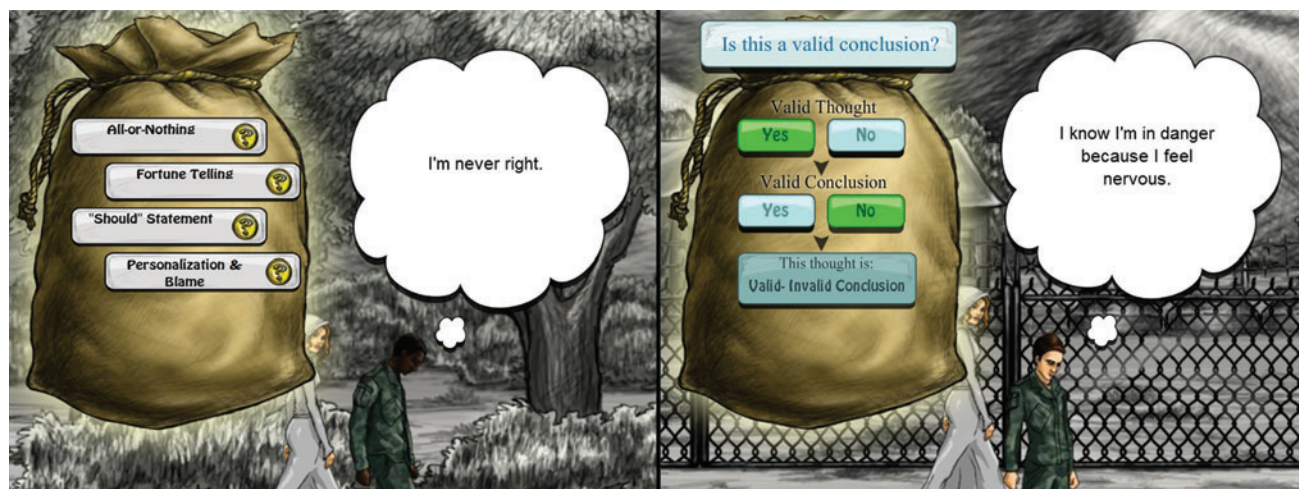 All-or-Nothing
?
Fortune Telling
?
"Should" Statement
?
Personalization &
Blame
?
I'm never right.
Is this a valid conclusion?
Valid Thought
Yes No
Valid Conclusion
Yes No
This thought is:
Valid- Invalid Conclusion
I know I'm in danger
because I feel
nervous.